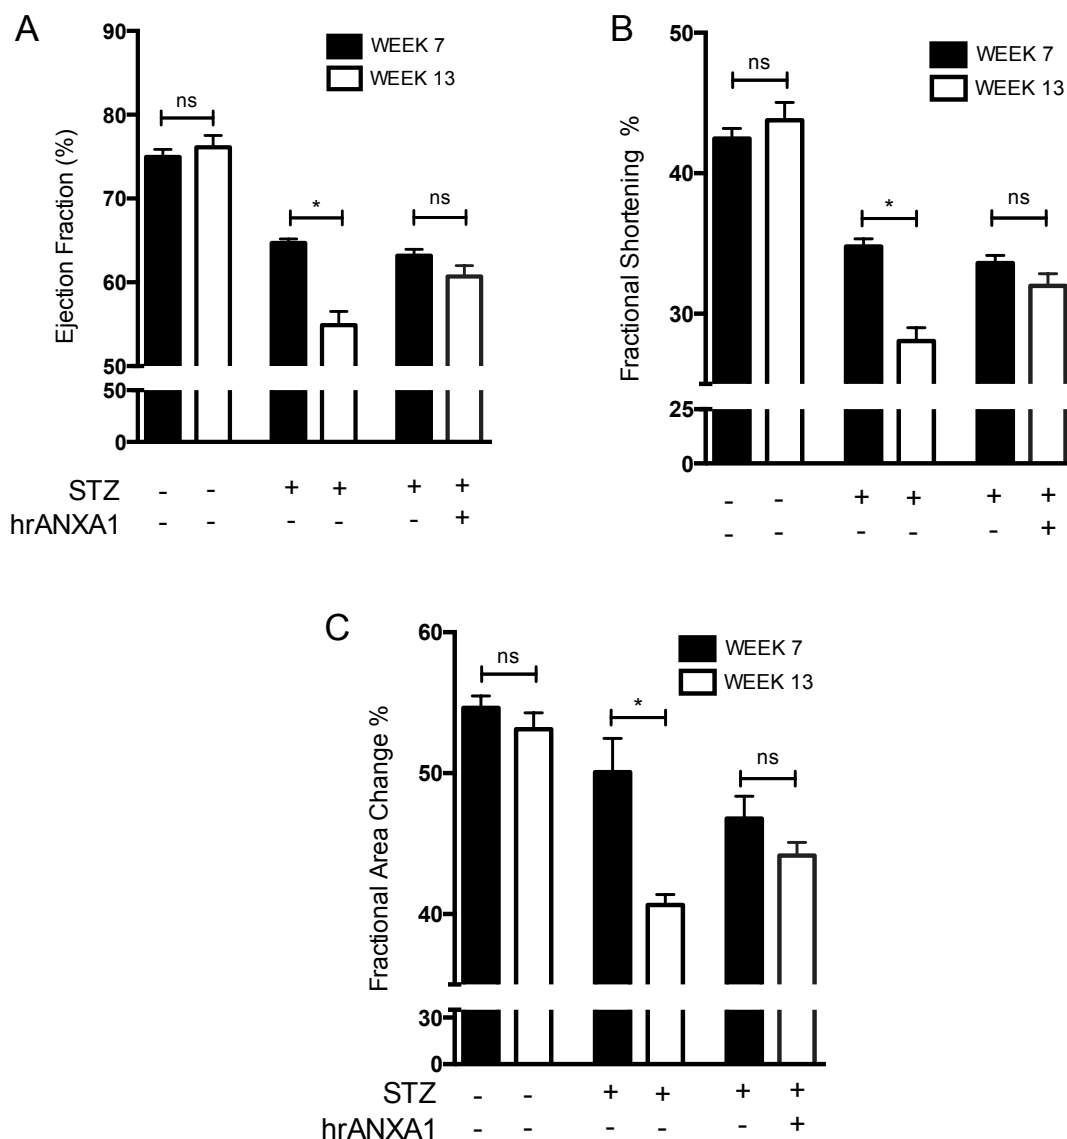 A
Ejection Fraction (%)
90
80
70
60
50
50
0
WEEK 7
WEEK 13
ns
*
ns
STZ - - + + + +
hrANXA1 - - - - - +
B
Fractional Shortening %
50
40
30
25
0
WEEK 7
WEEK 13
ns
*
ns
- - + + + +
- - - - - +
C
Fractional Area Change %
60
50
40
30
0
WEEK 7
WEEK 13
ns
*
ns
STZ - - + + + +
hrANXA1 - - - - - +